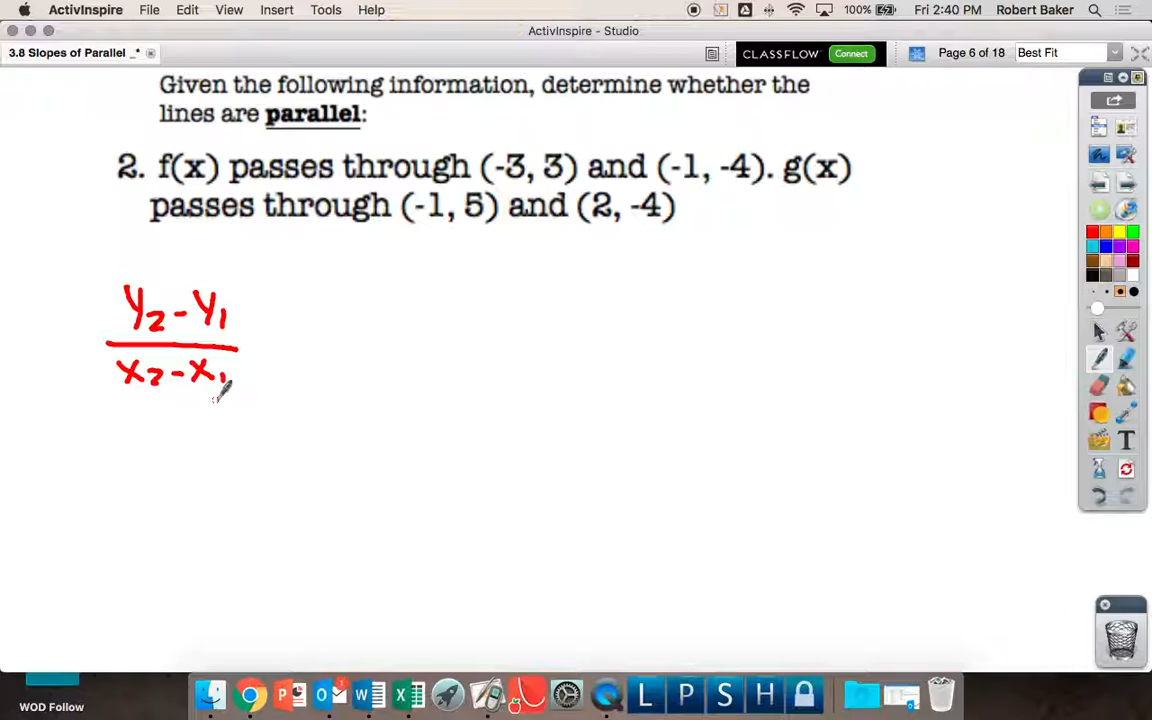 ActivInspire File Edit View Insert Tools Help 100% Fri 2:40 PM Robert Baker
ActivInspire - Studio
3.8 Slopes of Parallel _* CLASSFLOW Connect Page 6 of 18 Best Fit
Given the following information, determine whether the
lines are parallel:
2. f(x) passes through (-3, 3) and (-1, -4). g(x)
passes through (-1, 5) and (2, -4)
y₂ - y₁
x₂ - x₁
T
1
P W X L P S H
WOD Follow